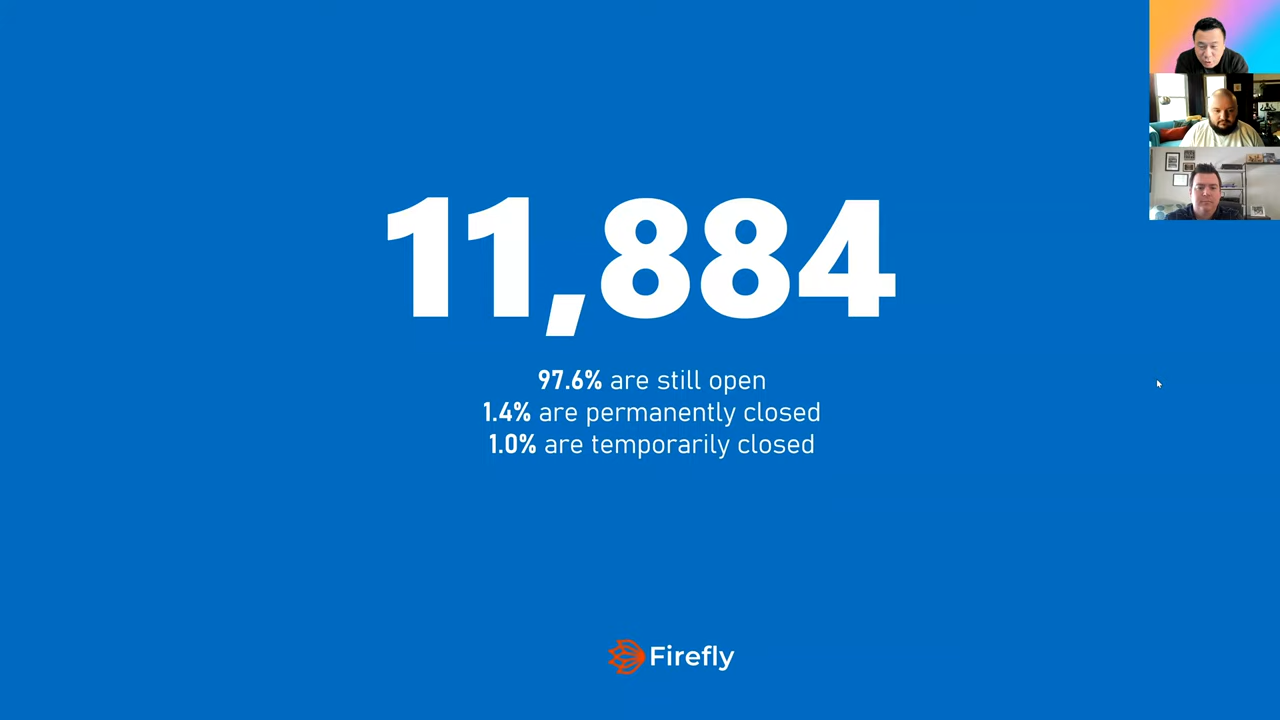 11,884
97.6% are still open
1.4% are permanently closed
1.0% are temporarily closed
Firefly